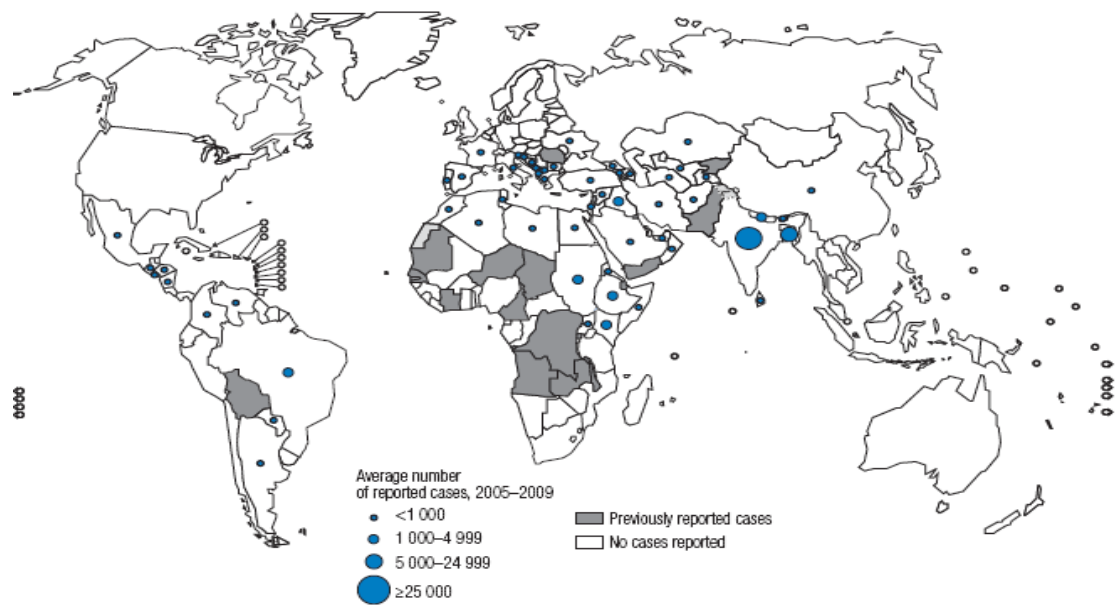 Average number
of reported cases, 2005–2009
<1 000
1 000–4 999
5 000–24 999
≥25 000
Previously reported cases
No cases reported